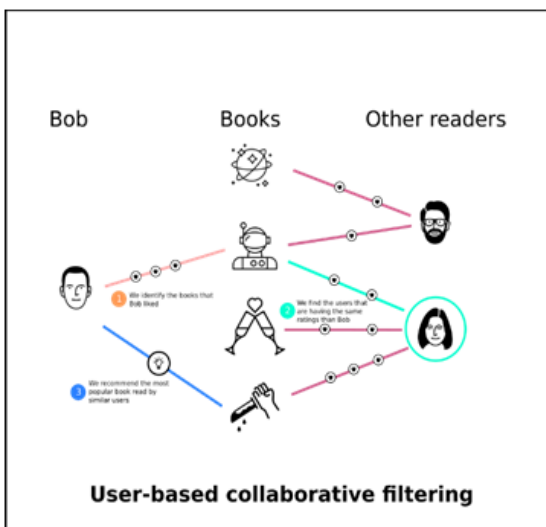 Bob
Books
Other readers
1
We identify the books that
Bob liked
2
We find the users that
are having the same
ratings than Bob
3
We recommend the most
popular book read by
similar users
User-based collaborative filtering